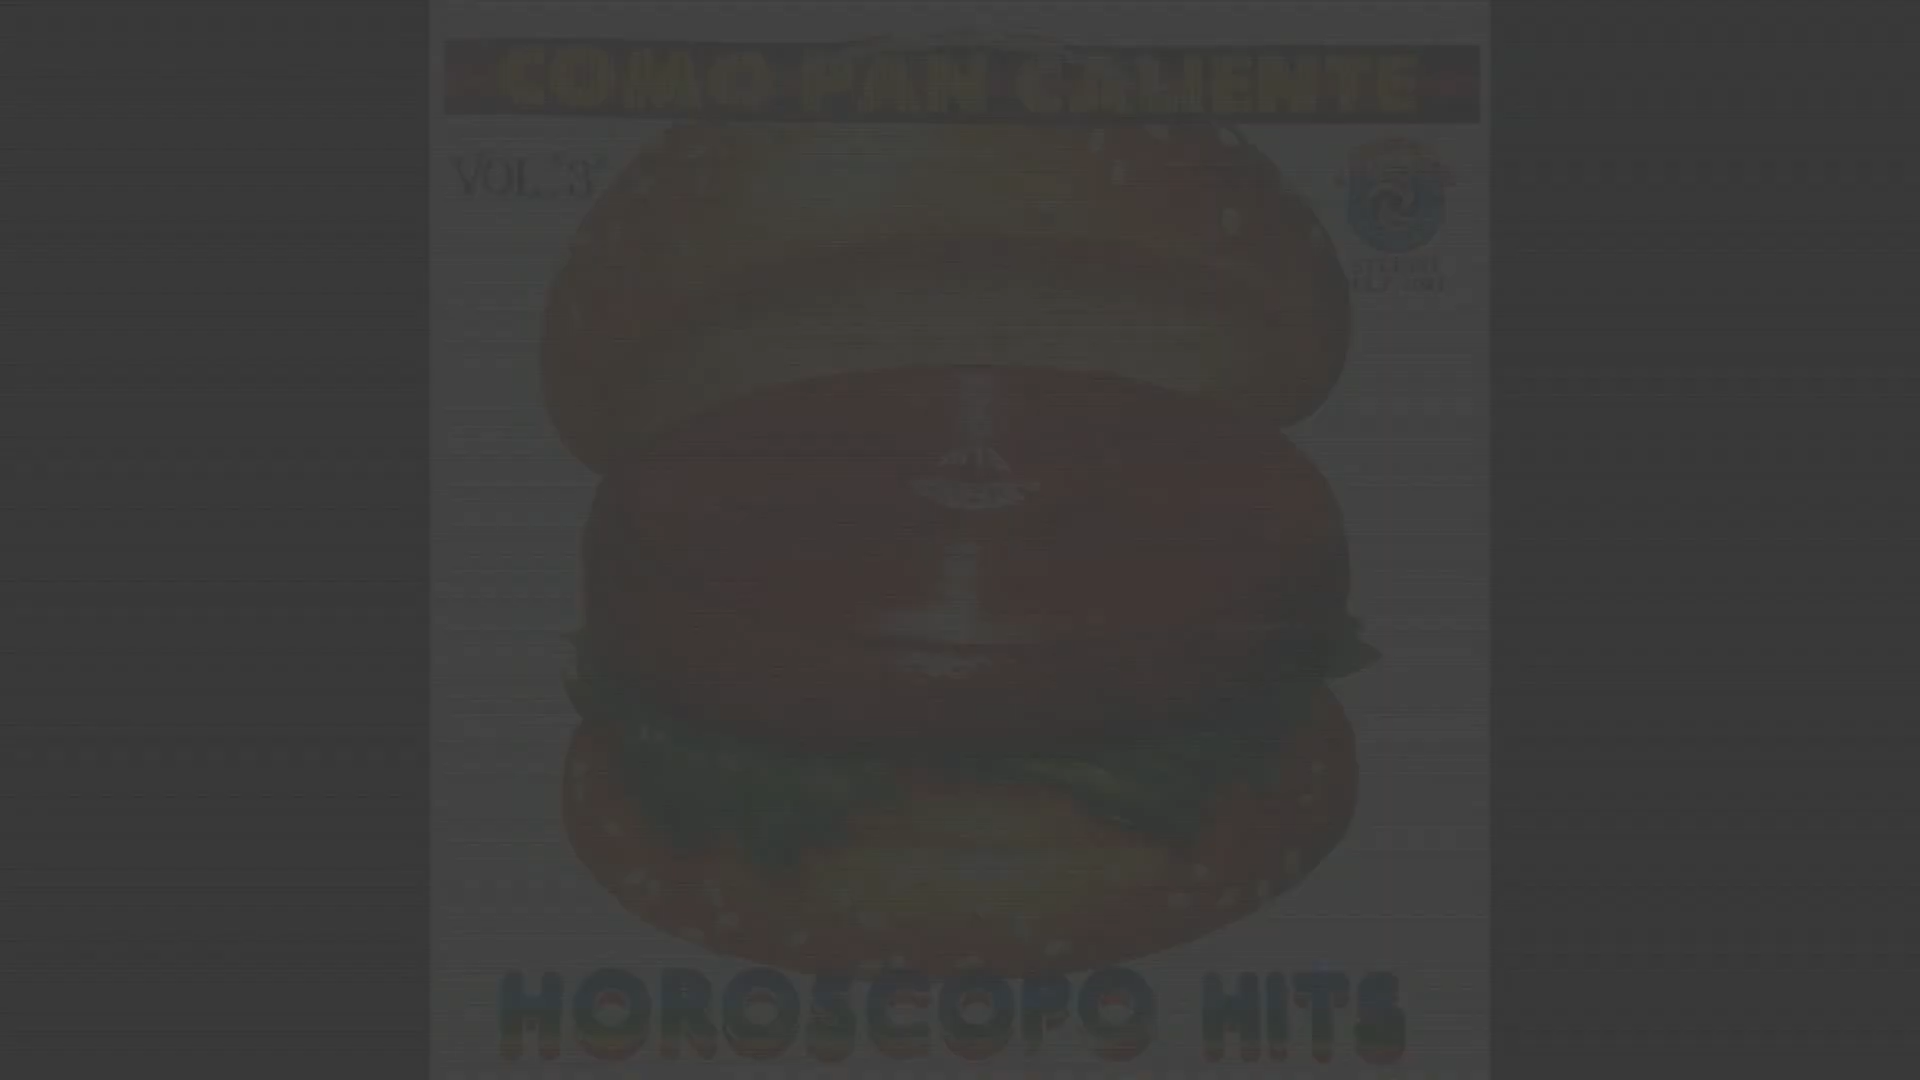 COMO PAN CALIENTE
VOL. "3"
HOROSCOPO HITS